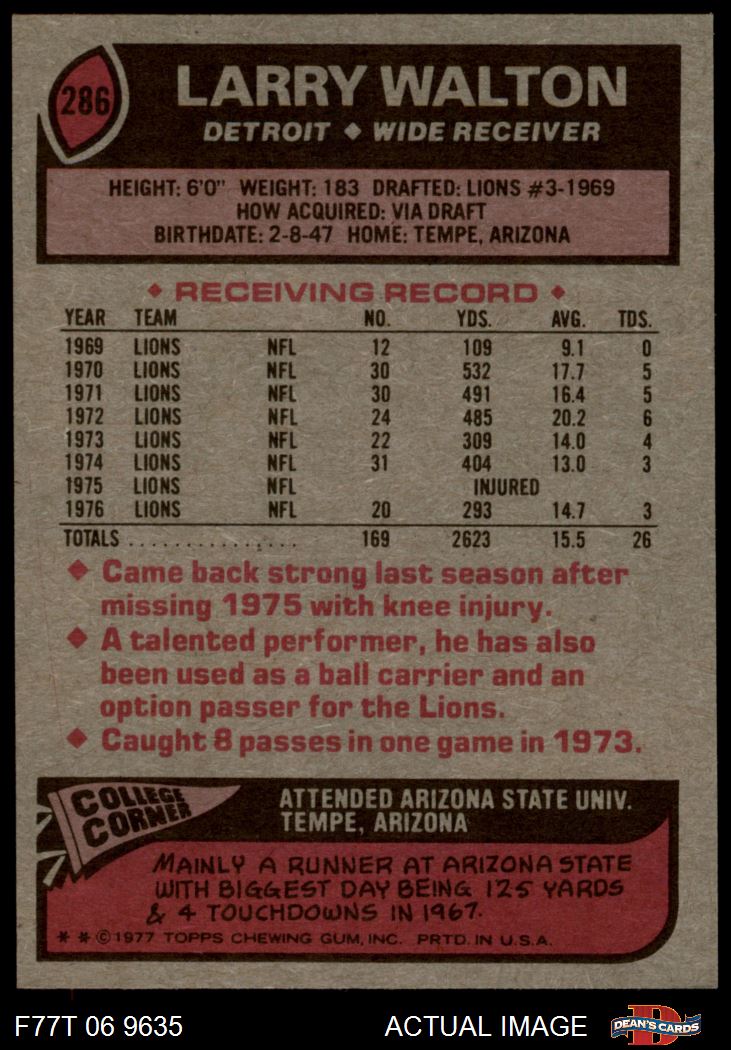 286
LARRY WALTON
DETROIT ◆ WIDE RECEIVER
HEIGHT: 6'0" WEIGHT: 183 DRAFTED: LIONS #3-1969
HOW ACQUIRED: VIA DRAFT
BIRTHDATE: 2-8-47 HOME: TEMPE, ARIZONA
◆ RECEIVING RECORD ◆
YEAR TEAM NO. YDS. AVG. TDS.
1969 LIONS NFL 12 109 9.1 0
1970 LIONS NFL 30 532 17.7 5
1971 LIONS NFL 30 491 16.4 5
1972 LIONS NFL 24 485 20.2 6
1973 LIONS NFL 22 309 14.0 4
1974 LIONS NFL 31 404 13.0 3
1975 LIONS NFL INJURED
1976 LIONS NFL 20 293 14.7 3
TOTALS ................ 169 2623 15.5 26
◆ Came back strong last season after
missing 1975 with knee injury.
◆ A talented performer, he has also
been used as a ball carrier and an
option passer for the Lions.
◆ Caught 8 passes in one game in 1973.
COLLEGE
CORNER
ATTENDED ARIZONA STATE UNIV.
TEMPE, ARIZONA
MAINLY A RUNNER AT ARIZONA STATE
WITH BIGGEST DAY BEING 125 YARDS
& 4 TOUCHDOWNS IN 1967.
* * © 1977 TOPPS CHEWING GUM, INC. PRTD. IN U.S.A.
F77T 06 9635 ACTUAL IMAGE D DEAN'S CARDS